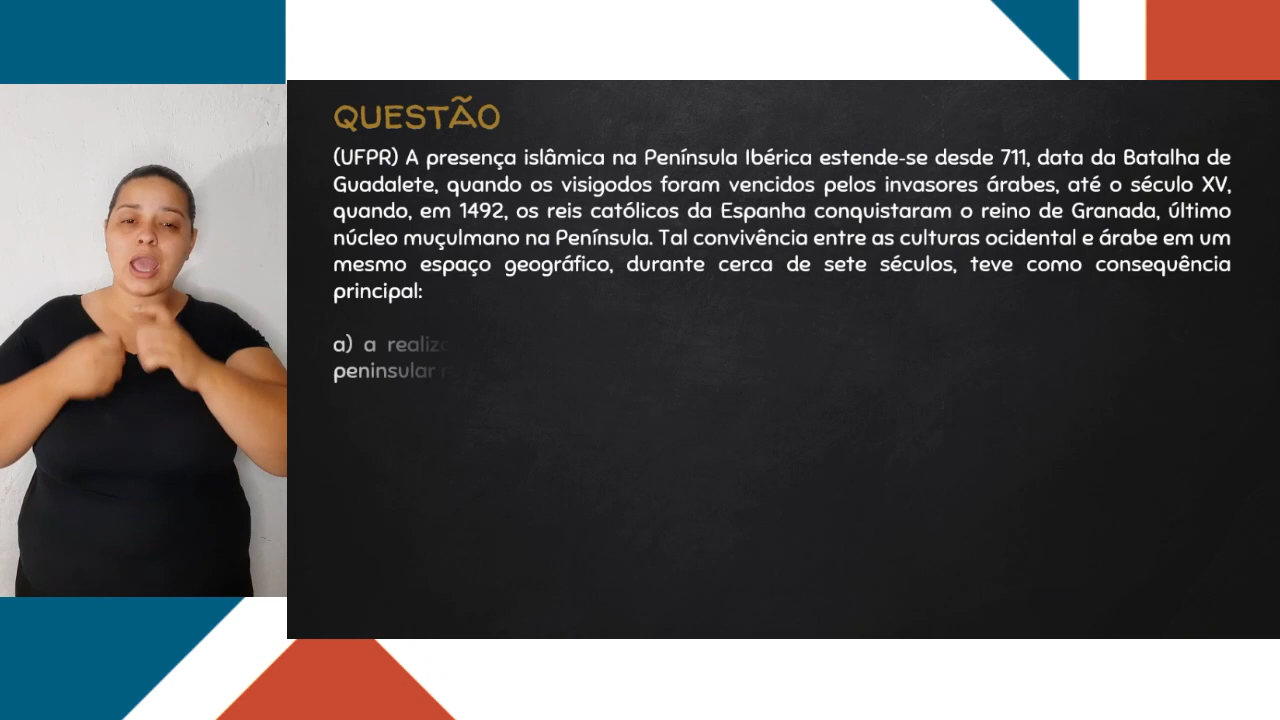 QUESTÃO
(UFPR) A presença islâmica na Península Ibérica estende-se desde 711, data da Batalha de
Guadalete, quando os visigodos foram vencidos pelos invasores árabes, até o século XV,
quando, em 1492, os reis católicos da Espanha conquistaram o reino de Granada, último
núcleo muçulmano na Península. Tal convivência entre as culturas ocidental e árabe em um
mesmo espaço geográfico, durante cerca de sete séculos, teve como consequência
principal:
a) a
peninsular